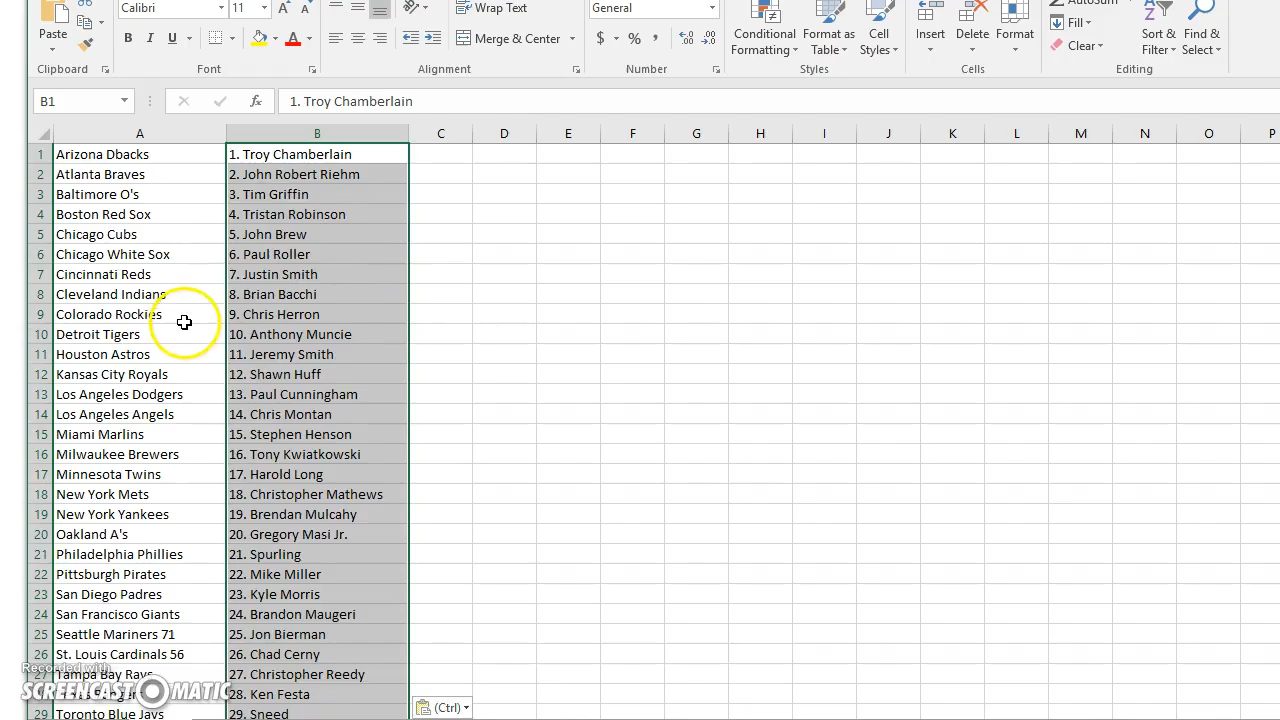 Calibri 11 A A Wrap Text General AutoSum
Paste B I U Merge & Center $ % , Conditional Formatting Format as Table Cell Styles Insert Delete Format Fill Clear Sort & Filter Find & Select
Clipboard Font Alignment Number Styles Cells Editing
B1 fx 1. Troy Chamberlain
A B C D E F G H I J K L M N O P
1 Arizona Dbacks 1. Troy Chamberlain
2 Atlanta Braves 2. John Robert Riehm
3 Baltimore O's 3. Tim Griffin
4 Boston Red Sox 4. Tristan Robinson
5 Chicago Cubs 5. John Brew
6 Chicago White Sox 6. Paul Roller
7 Cincinnati Reds 7. Justin Smith
8 Cleveland Indians 8. Brian Bacchi
9 Colorado Rockies 9. Chris Herron
10 Detroit Tigers 10. Anthony Muncie
11 Houston Astros 11. Jeremy Smith
12 Kansas City Royals 12. Shawn Huff
13 Los Angeles Dodgers 13. Paul Cunningham
14 Los Angeles Angels 14. Chris Montan
15 Miami Marlins 15. Stephen Henson
16 Milwaukee Brewers 16. Tony Kwiatkowski
17 Minnesota Twins 17. Harold Long
18 New York Mets 18. Christopher Mathews
19 New York Yankees 19. Brendan Mulcahy
20 Oakland A's 20. Gregory Masi Jr.
21 Philadelphia Phillies 21. Spurling
22 Pittsburgh Pirates 22. Mike Miller
23 San Diego Padres 23. Kyle Morris
24 San Francisco Giants 24. Brandon Maugeri
25 Seattle Mariners 71 25. Jon Bierman
26 St. Louis Cardinals 56 26. Chad Cerny
Recorded with
27 Tampa Bay Rays 27. Christopher Reedy
SCREENCAST O MATIC
28. Ken Festa
(Ctrl)
29 Toronto Blue Jays 29. Sneed